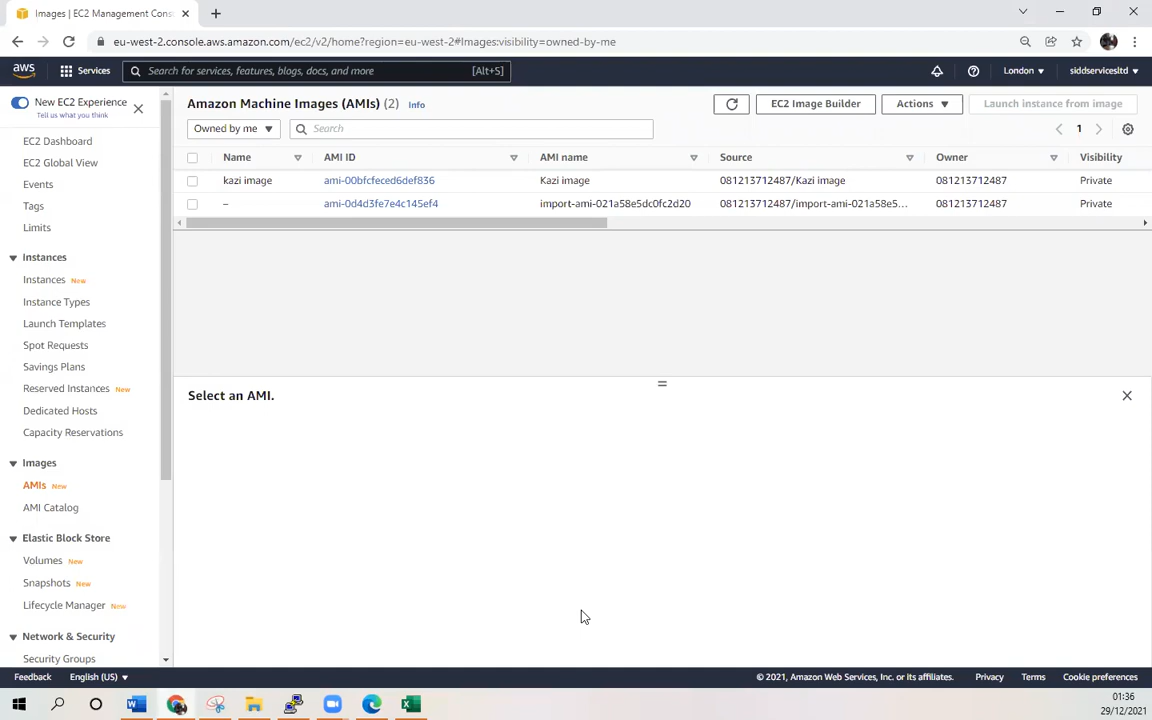 Images | EC2 Management Cons
eu-west-2.console.aws.amazon.com/ec2/v2/home?region=eu-west-2#Images:visibility=owned-by-me
aws
Services
Search for services, features, blogs, docs, and more
[Alt+S]
London
siddservicesltd
New EC2 Experience
Tell us what you think
EC2 Dashboard
EC2 Global View
Events
Tags
Limits
Instances
Instances New
Instance Types
Launch Templates
Spot Requests
Savings Plans
Reserved Instances New
Dedicated Hosts
Capacity Reservations
Images
AMIs New
AMI Catalog
Elastic Block Store
Volumes New
Snapshots New
Lifecycle Manager New
Network & Security
Security Groups
Amazon Machine Images (AMIs) (2) Info
EC2 Image Builder
Actions
Launch instance from image
Owned by me
Search
1
Name AMI ID AMI name Source Owner Visibility
kazi image ami-00bfcfeced6def836 Kazi image 081213712487/Kazi image 081213712487 Private
– ami-0d4d3fe7e4c145ef4 import-ami-021a58e5dc0fc2d20 081213712487/import-ami-021a58e5... 081213712487 Private
Select an AMI.
Feedback English (US) © 2021, Amazon Web Services, Inc. or its affiliates. Privacy Terms Cookie preferences
01:36
29/12/2021